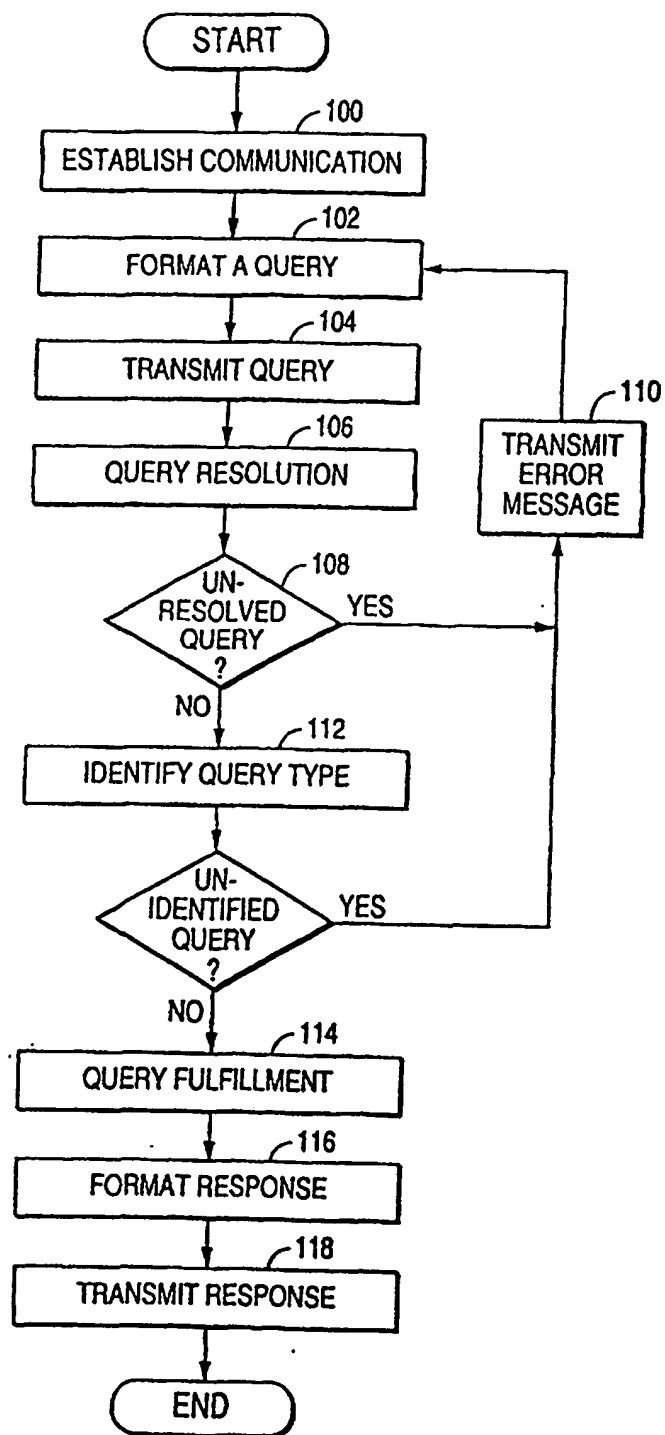 START
100
ESTABLISH COMMUNICATION
102
FORMAT A QUERY
104
TRANSMIT QUERY
106
QUERY RESOLUTION
110
TRANSMIT
ERROR
MESSAGE
108
UN-
RESOLVED
QUERY
?
YES
NO
112
IDENTIFY QUERY TYPE
UN-
IDENTIFIED
QUERY
?
YES
NO
114
QUERY FULFILLMENT
116
FORMAT RESPONSE
118
TRANSMIT RESPONSE
END